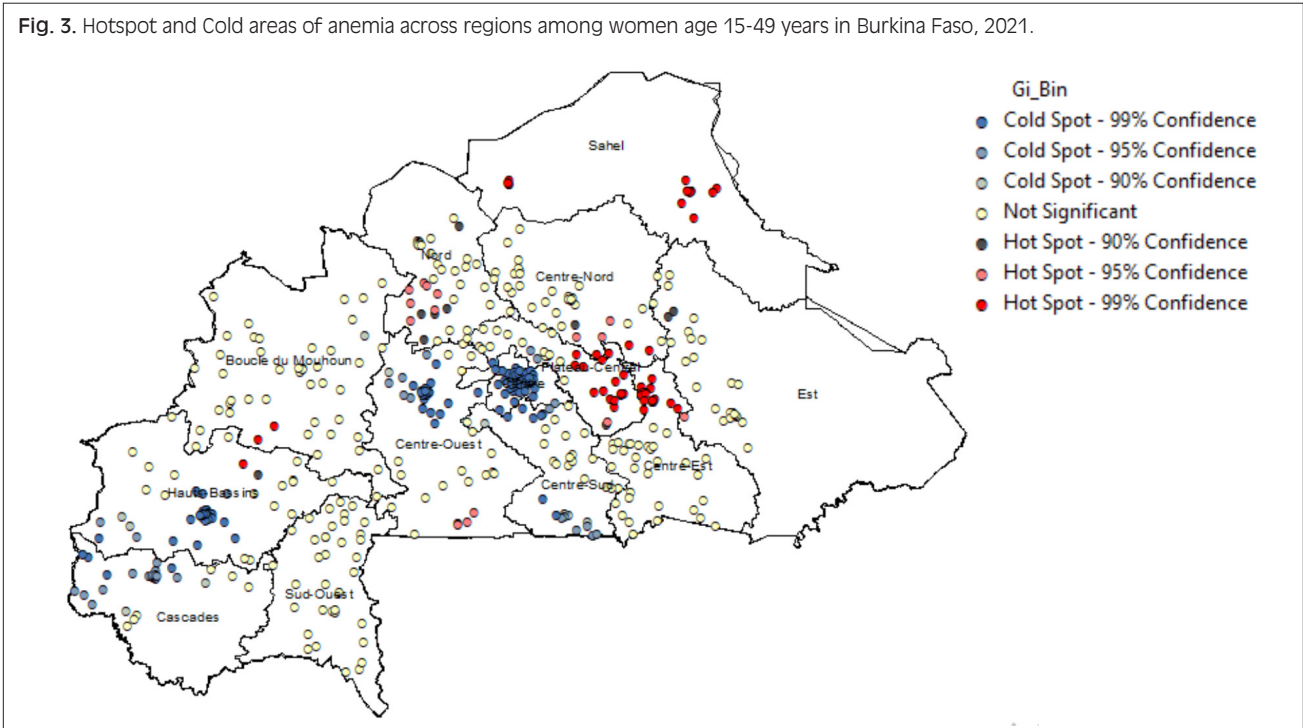 Fig. 3. Hotspot and Cold areas of anemia across regions among women age 15-49 years in Burkina Faso, 2021.
Gi_Bin
Cold Spot - 99% Confidence
Cold Spot - 95% Confidence
Cold Spot - 90% Confidence
Not Significant
Hot Spot - 90% Confidence
Hot Spot - 95% Confidence
Hot Spot - 99% Confidence
Sahel
Nord
Centre-Nord
Boucle du Mouhoun
Plateau-Central
Centre
Est
Centre-Ouest
Centre-Est
Centre-Sud
Hauts-Bassins
Sud-Ouest
Cascades